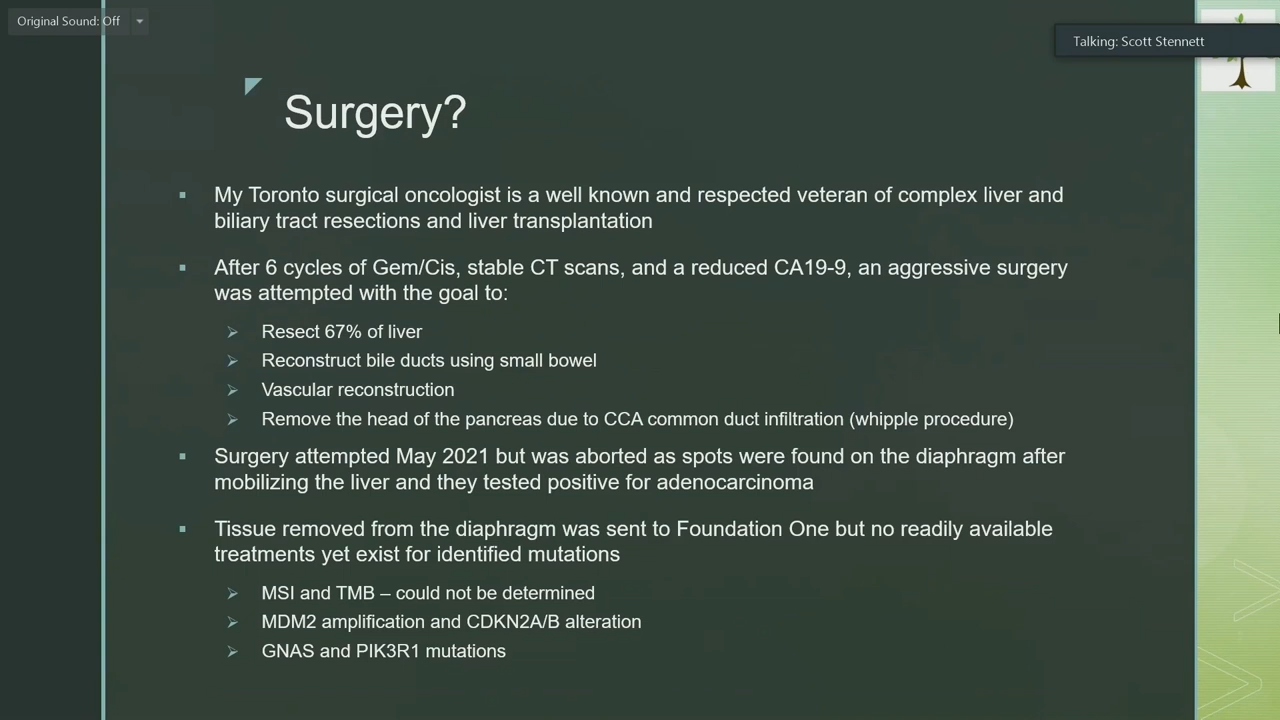 Original Sound: Off
Talking: Scott Stennett
Surgery?
My Toronto surgical oncologist is a well known and respected veteran of complex liver and
biliary tract resections and liver transplantation
After 6 cycles of Gem/Cis, stable CT scans, and a reduced CA19-9, an aggressive surgery
was attempted with the goal to:
Resect 67% of liver
Reconstruct bile ducts using small bowel
Vascular reconstruction
Remove the head of the pancreas due to CCA common duct infiltration (whipple procedure)
Surgery attempted May 2021 but was aborted as spots were found on the diaphragm after
mobilizing the liver and they tested positive for adenocarcinoma
Tissue removed from the diaphragm was sent to Foundation One but no readily available
treatments yet exist for identified mutations
MSI and TMB – could not be determined
MDM2 amplification and CDKN2A/B alteration
GNAS and PIK3R1 mutations